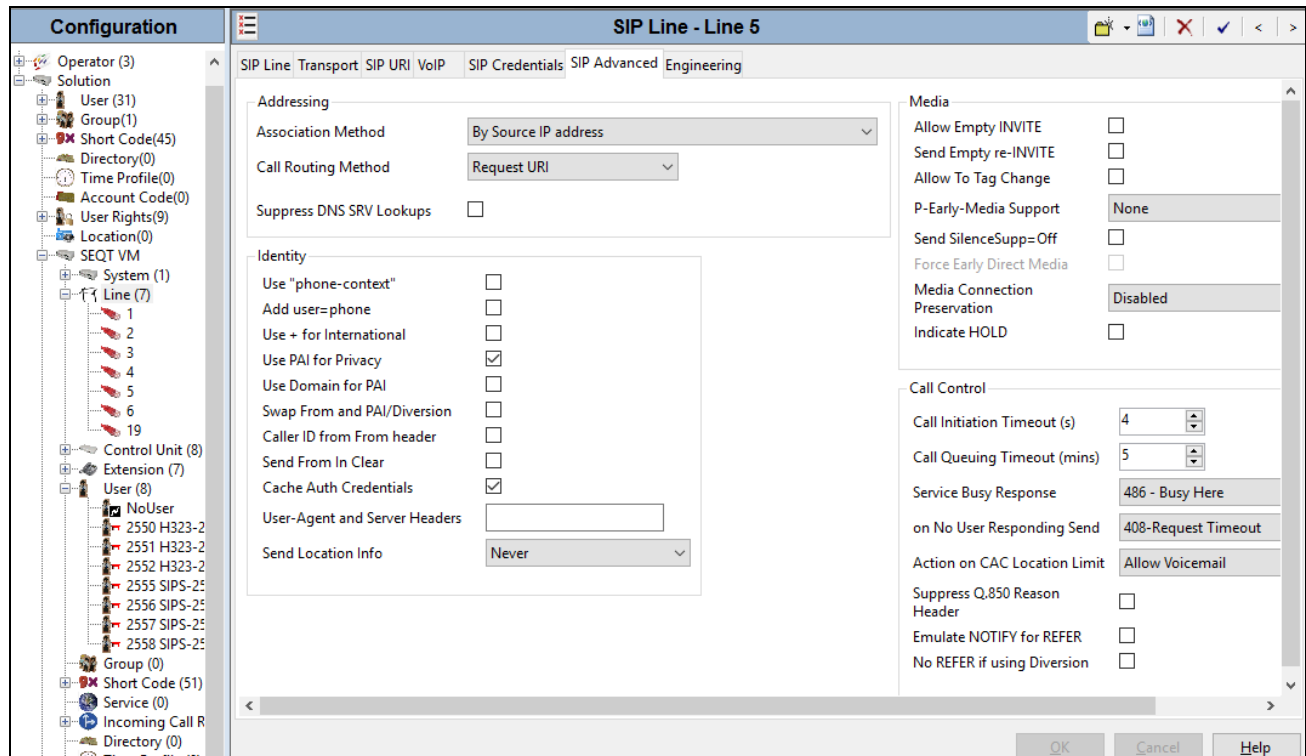 Configuration
Operator (3)
Solution
User (31)
Group(1)
Short Code(45)
Directory(0)
Time Profile(0)
Account Code(0)
User Rights(9)
Location(0)
SEQT VM
System (1)
Line (7)
1
2
3
4
5
6
19
Control Unit (8)
Extension (7)
User (8)
NoUser
2550 H323-2
2551 H323-2
2552 H323-2
2555 SIPS-25
2556 SIPS-25
2557 SIPS-25
2558 SIPS-25
Group (0)
Short Code (51)
Service (0)
Incoming Call R
Directory (0)
SIP Line - Line 5
SIP Line Transport SIP URI VoIP SIP Credentials SIP Advanced Engineering
Addressing
Association Method By Source IP address
Call Routing Method Request URI
Suppress DNS SRV Lookups
Identity
Use "phone-context"
Add user=phone
Use + for International
Use PAI for Privacy
Use Domain for PAI
Swap From and PAI/Diversion
Caller ID from From header
Send From In Clear
Cache Auth Credentials
User-Agent and Server Headers
Send Location Info Never
Media
Allow Empty INVITE
Send Empty re-INVITE
Allow To Tag Change
P-Early-Media Support None
Send SilenceSupp=Off
Force Early Direct Media
Media Connection
Preservation Disabled
Indicate HOLD
Call Control
Call Initiation Timeout (s) 4
Call Queuing Timeout (mins) 5
Service Busy Response 486 - Busy Here
on No User Responding Send 408-Request Timeout
Action on CAC Location Limit Allow Voicemail
Suppress Q.850 Reason
Header
Emulate NOTIFY for REFER
No REFER if using Diversion
OK Cancel Help